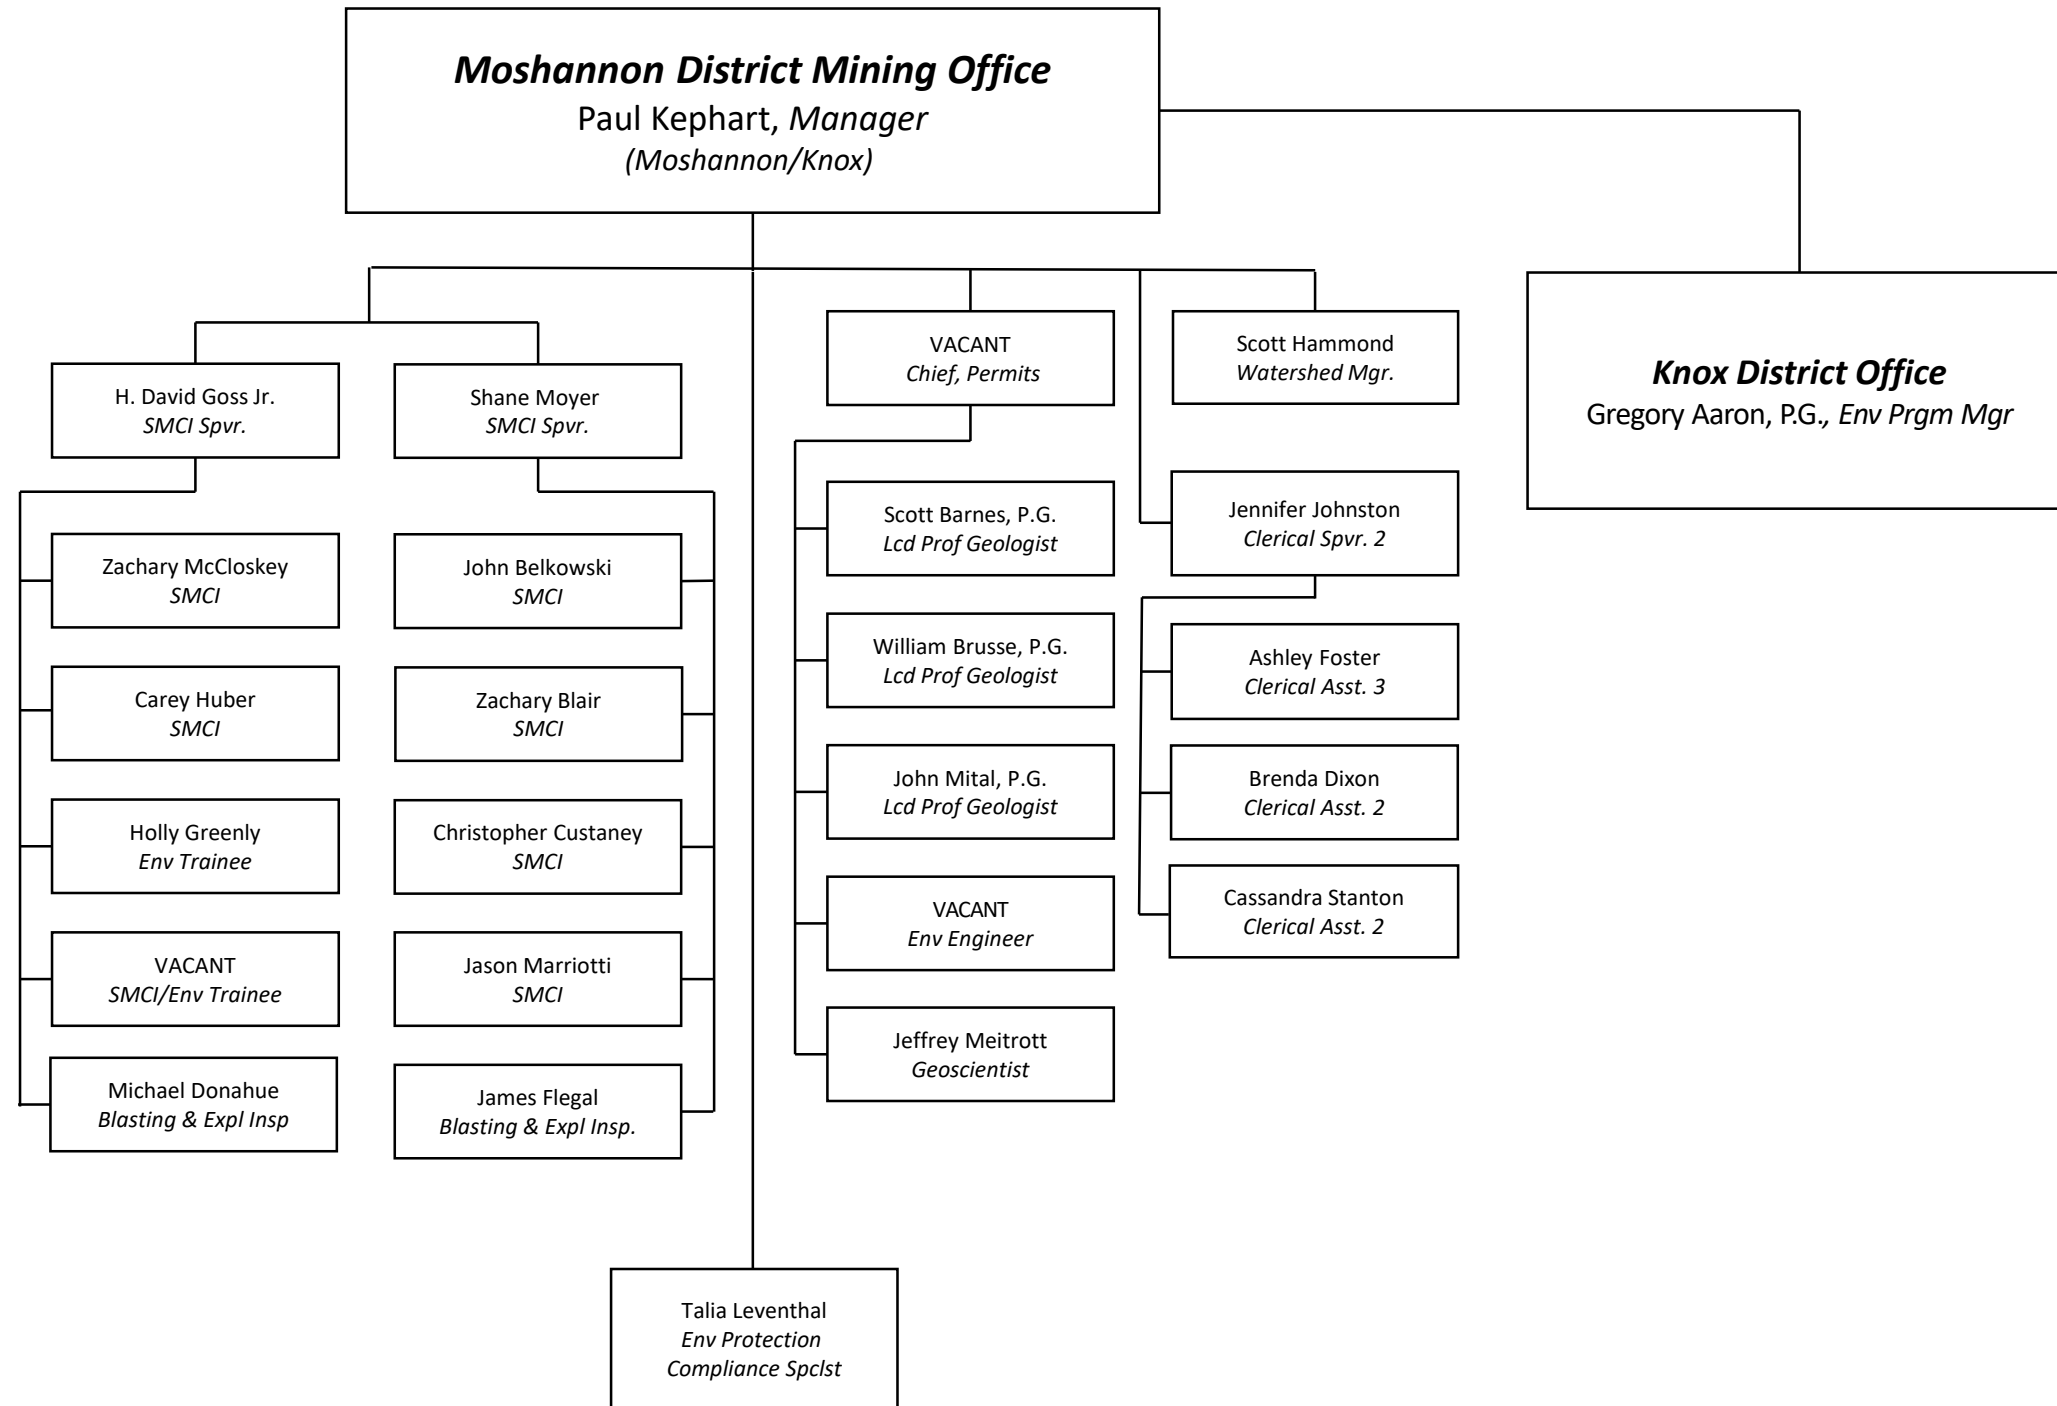 Moshannon District Mining Office
Paul Kephart, Manager
(Moshannon/Knox)
H. David Goss Jr.
SMCI Spvr.
Zachary McCloskey
SMCI
Carey Huber
SMCI
Holly Greenly
Env Trainee
VACANT
SMCI/Env Trainee
Michael Donahue
Blasting & Expl Insp
Shane Moyer
SMCI Spvr.
John Belkowski
SMCI
Zachary Blair
SMCI
Christopher Custaney
SMCI
Jason Marriotti
SMCI
James Flegal
Blasting & Expl Insp.
Talia Leventhal
Env Protection
Compliance Spclst
VACANT
Chief, Permits
Scott Barnes, P.G.
Lcd Prof Geologist
William Brusse, P.G.
Lcd Prof Geologist
John Mital, P.G.
Lcd Prof Geologist
VACANT
Env Engineer
Jeffrey Meitrott
Geoscientist
Scott Hammond
Watershed Mgr.
Jennifer Johnston
Clerical Spvr. 2
Ashley Foster
Clerical Asst. 3
Brenda Dixon
Clerical Asst. 2
Cassandra Stanton
Clerical Asst. 2
Knox District Office
Gregory Aaron, P.G., Env Prgm Mgr